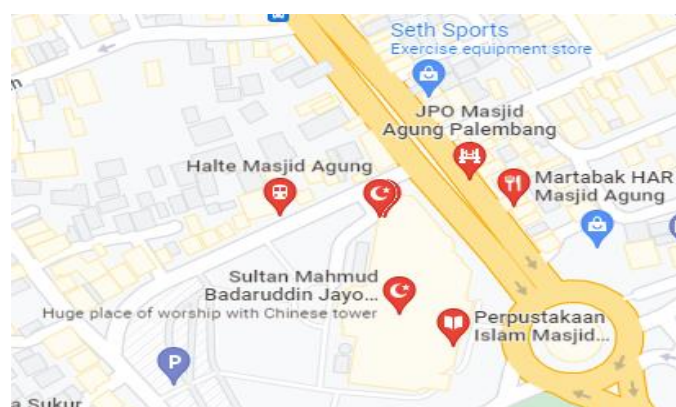 Seth Sports
Exercise equipment store
JPO Masjid
Agung Palembang
Halte Masjid Agung
Martabak HAR
Masjid Agung
Sultan Mahmud
Badaruddin Jayo...
Huge place of worship with Chinese tower
Perpustakaan
Islam Masjid...
P
a Sukur